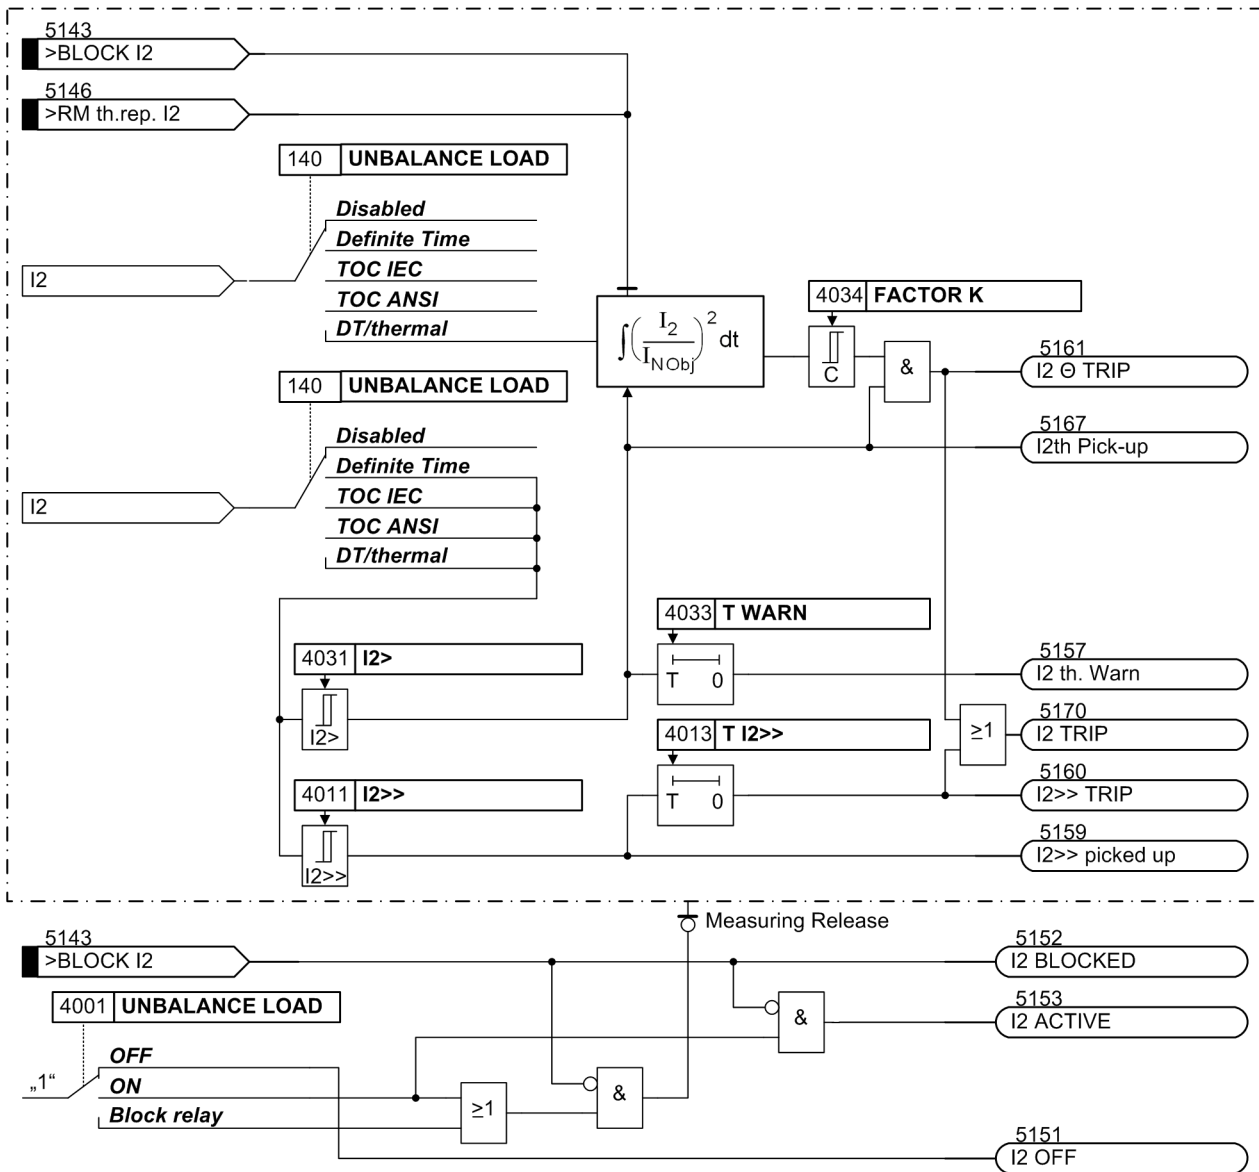 5143
>BLOCK I2
5146
>RM th.rep. I2
140 UNBALANCE LOAD
Disabled
Definite Time
TOC IEC
TOC ANSI
DT/thermal
I2
∫(I2/INObj)² dt
4034 FACTOR K
C
&
5161
I2 Θ TRIP
5167
I2th Pick-up
140 UNBALANCE LOAD
Disabled
Definite Time
TOC IEC
TOC ANSI
DT/thermal
I2
4033 T WARN
T 0
5157
I2 th. Warn
4031 I2>
I2>
5170
I2 TRIP
≥1
4013 T I2>>
T 0
5160
I2>> TRIP
4011 I2>>
I2>>
5159
I2>> picked up
Measuring Release
5143
>BLOCK I2
5152
I2 BLOCKED
4001 UNBALANCE LOAD
&
5153
I2 ACTIVE
„1“
OFF
ON
Block relay
≥1
&
5151
I2 OFF